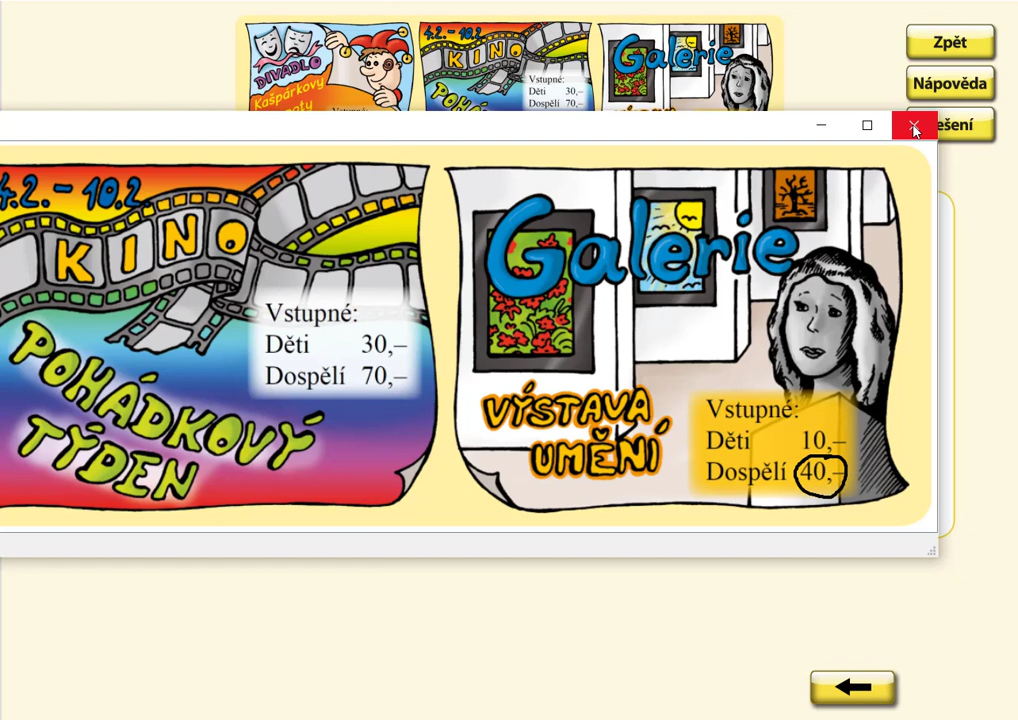 DIVADLO
Kašpárkovy
Vstupné:
4.2. - 10.2.
KINO
Vstupné:
Děti 30,–
Dospělí 70,–
Galerie
Zpět
Nápověda
4.2. - 10.2.
KINO
POHÁDKOVÝ
TÝDEN
Vstupné:
Děti 30,–
Dospělí 70,–
Galerie
VÝSTAVA
UMĚNÍ
Vstupné:
Děti 10,–
Dospělí 40,–